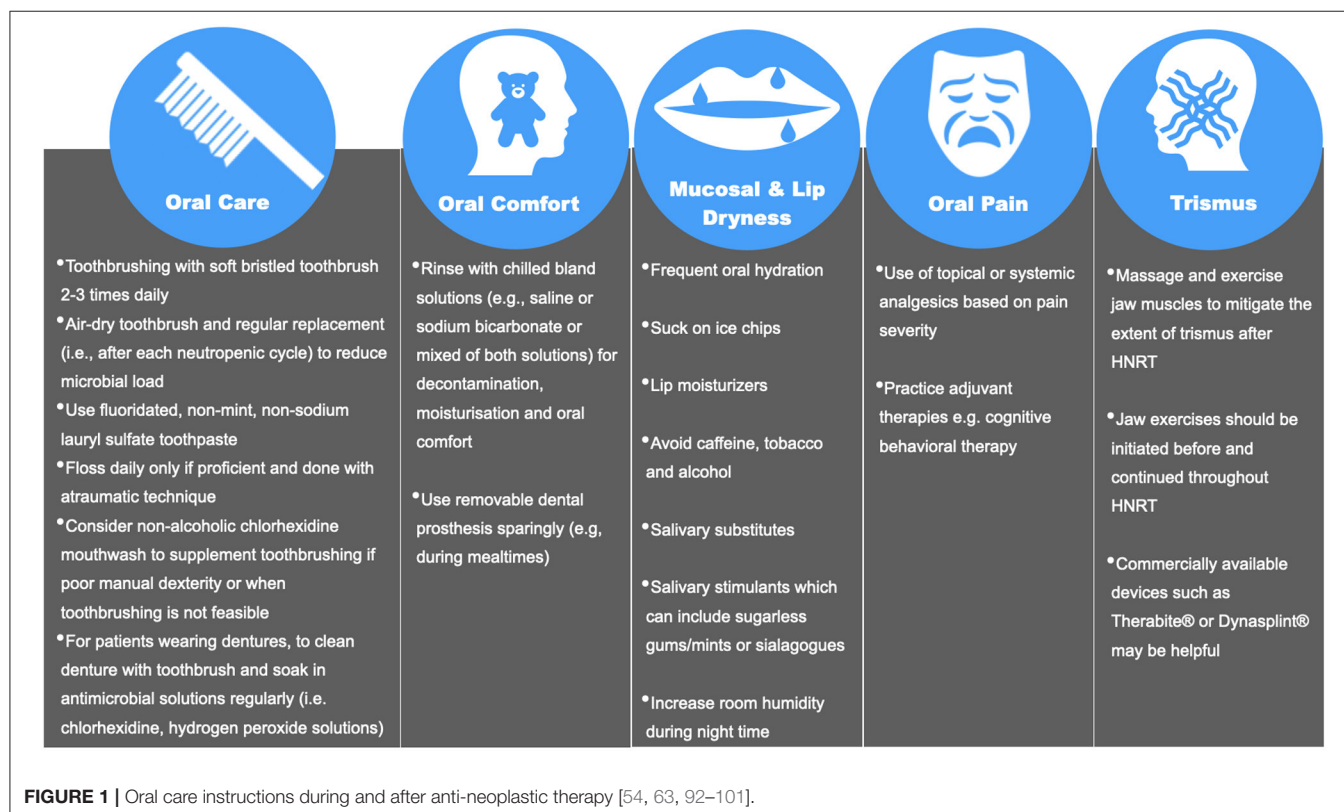 Oral Care
•Toothbrushing with soft bristled toothbrush
2-3 times daily
•Air-dry toothbrush and regular replacement
(i.e., after each neutropenic cycle) to reduce
microbial load
•Use fluoridated, non-mint, non-sodium
lauryl sulfate toothpaste
•Floss daily only if proficient and done with
atraumatic technique
•Consider non-alcoholic chlorhexidine
mouthwash to supplement toothbrushing if
poor manual dexterity or when
toothbrushing is not feasible
•For patients wearing dentures, to clean
denture with toothbrush and soak in
antimicrobial solutions regularly (i.e.
chlorhexidine, hydrogen peroxide solutions)
Oral Comfort
•Rinse with chilled bland
solutions (e.g., saline or
sodium bicarbonate or
mixed of both solutions) for
decontamination,
moisturisation and oral
comfort
•Use removable dental
prosthesis sparingly (e.g,
during mealtimes)
Mucosal & Lip
Dryness
•Frequent oral hydration
•Suck on ice chips
•Lip moisturizers
•Avoid caffeine, tobacco
and alcohol
•Salivary substitutes
•Salivary stimulants which
can include sugarless
gums/mints or sialagogues
•Increase room humidity
during night time
Oral Pain
•Use of topical or systemic
analgesics based on pain
severity
•Practice adjuvant
therapies e.g. cognitive
behavioral therapy
Trismus
•Massage and exercise
jaw muscles to mitigate the
extent of trismus after
HNRT
•Jaw exercises should be
initiated before and
continued throughout
HNRT
•Commercially available
devices such as
Therabite® or Dynasplint®
may be helpful
FIGURE 1 | Oral care instructions during and after anti-neoplastic therapy [54, 63, 92–101].